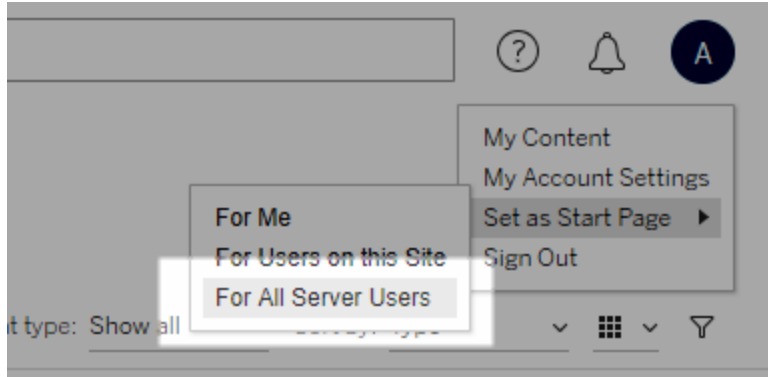 A
My Content
My Account Settings
For Me
Set as Start Page
For Users on this Site
Sign Out
For All Server Users
t type: Show all